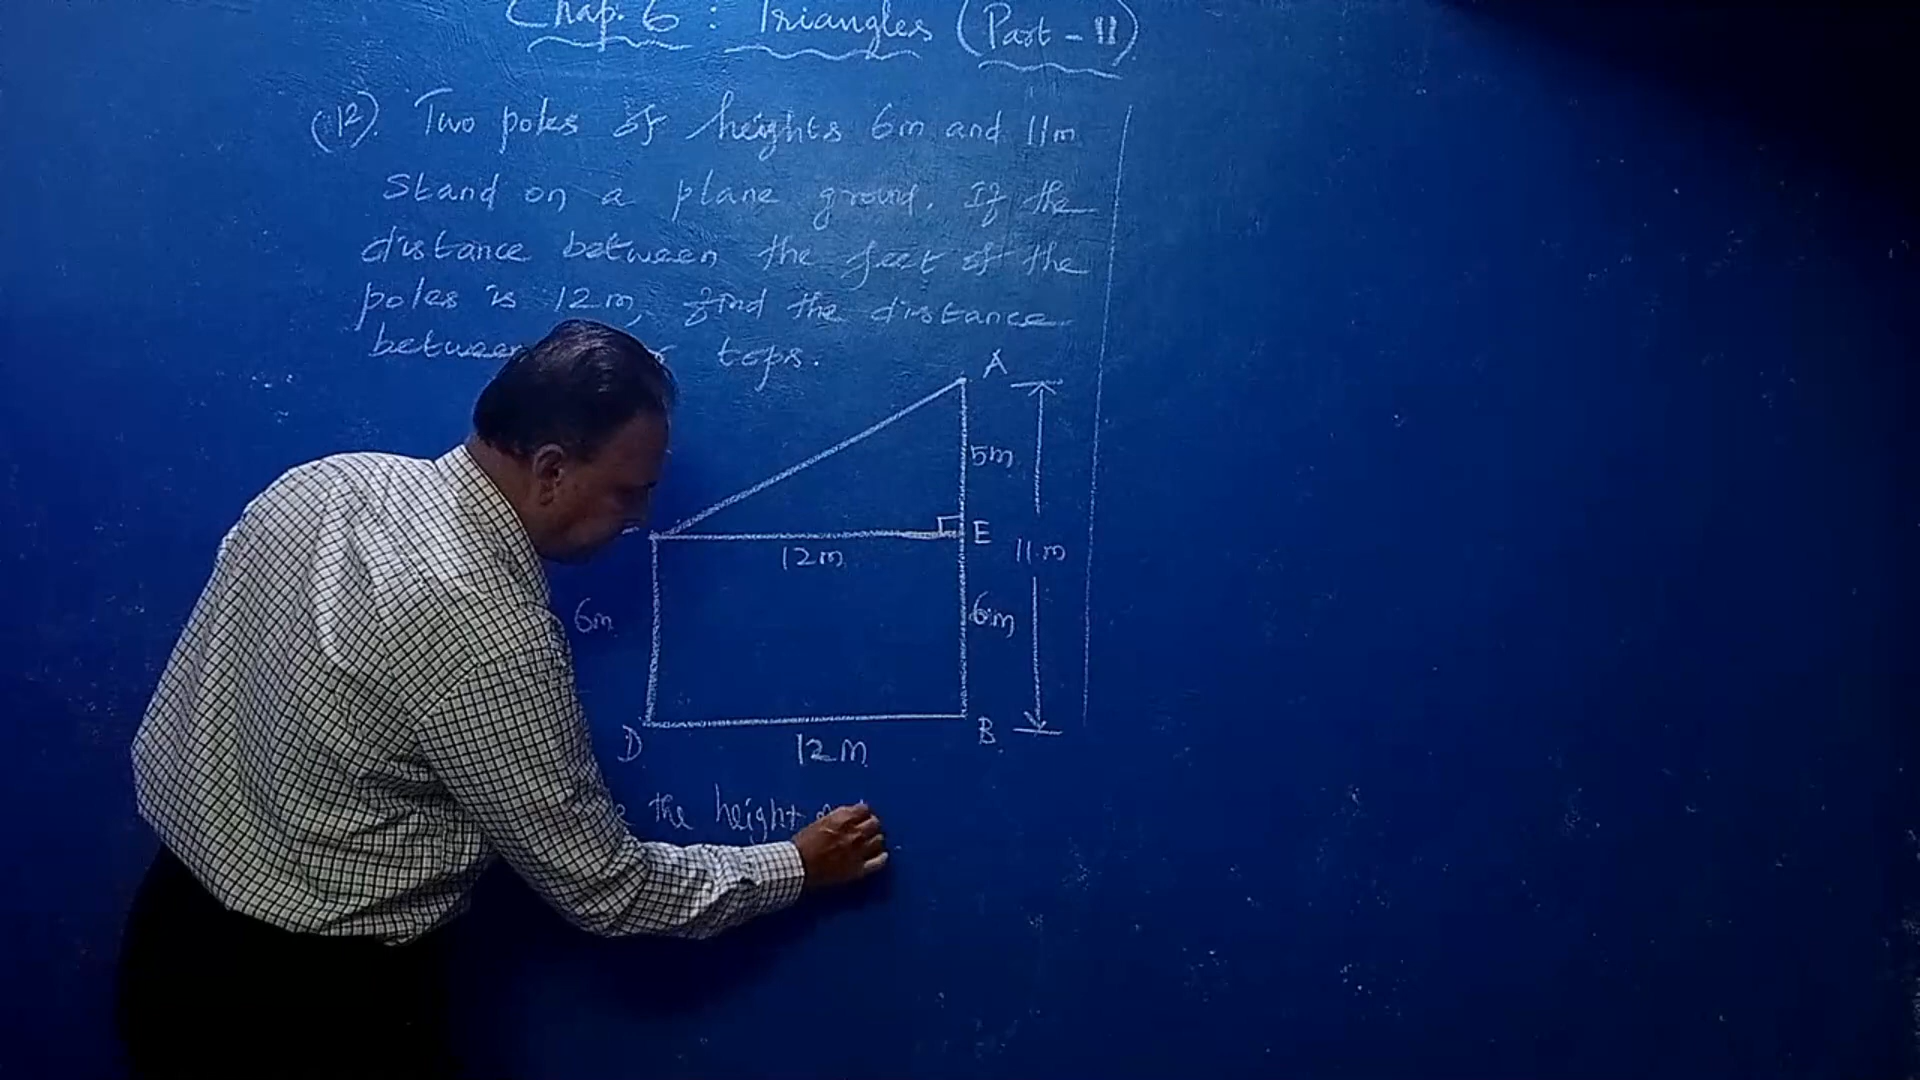 Chap. 6 : Triangles (Part - II)
(12). Two poles of heights 6m and 11m
Stand on a plane ground. If the
distance between the feet of the
poles is 12m, find the distance
between tops.
A
5m
E
12m
11m
6m
6m
D
B
12m
the height